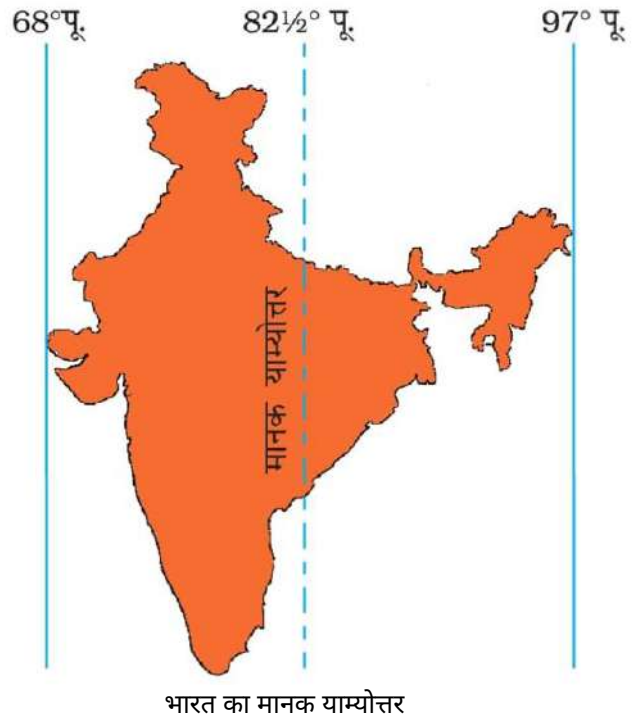 68°पू. 82½° पू. 97° पू.
मानक याम्योत्तर
भारत का मानक याम्योत्तर